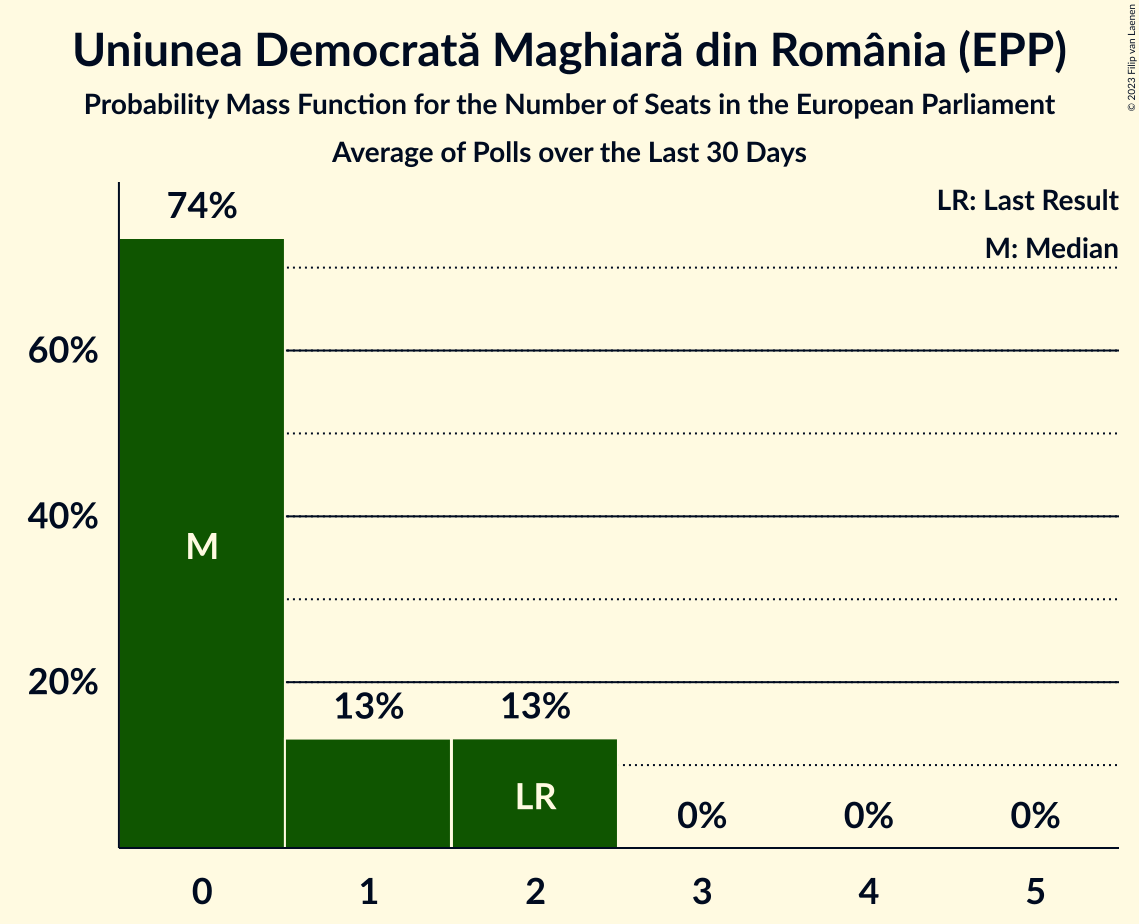 Uniunea Democrată Maghiară din România (EPP)
Probability Mass Function for the Number of Seats in the European Parliament
Average of Polls over the Last 30 Days
© 2023 Filip van Laenen
LR: Last Result
M: Median
74%
60%
40%
20%
M
13%
13%
LR
0%
0%
0%
0 1 2 3 4 5